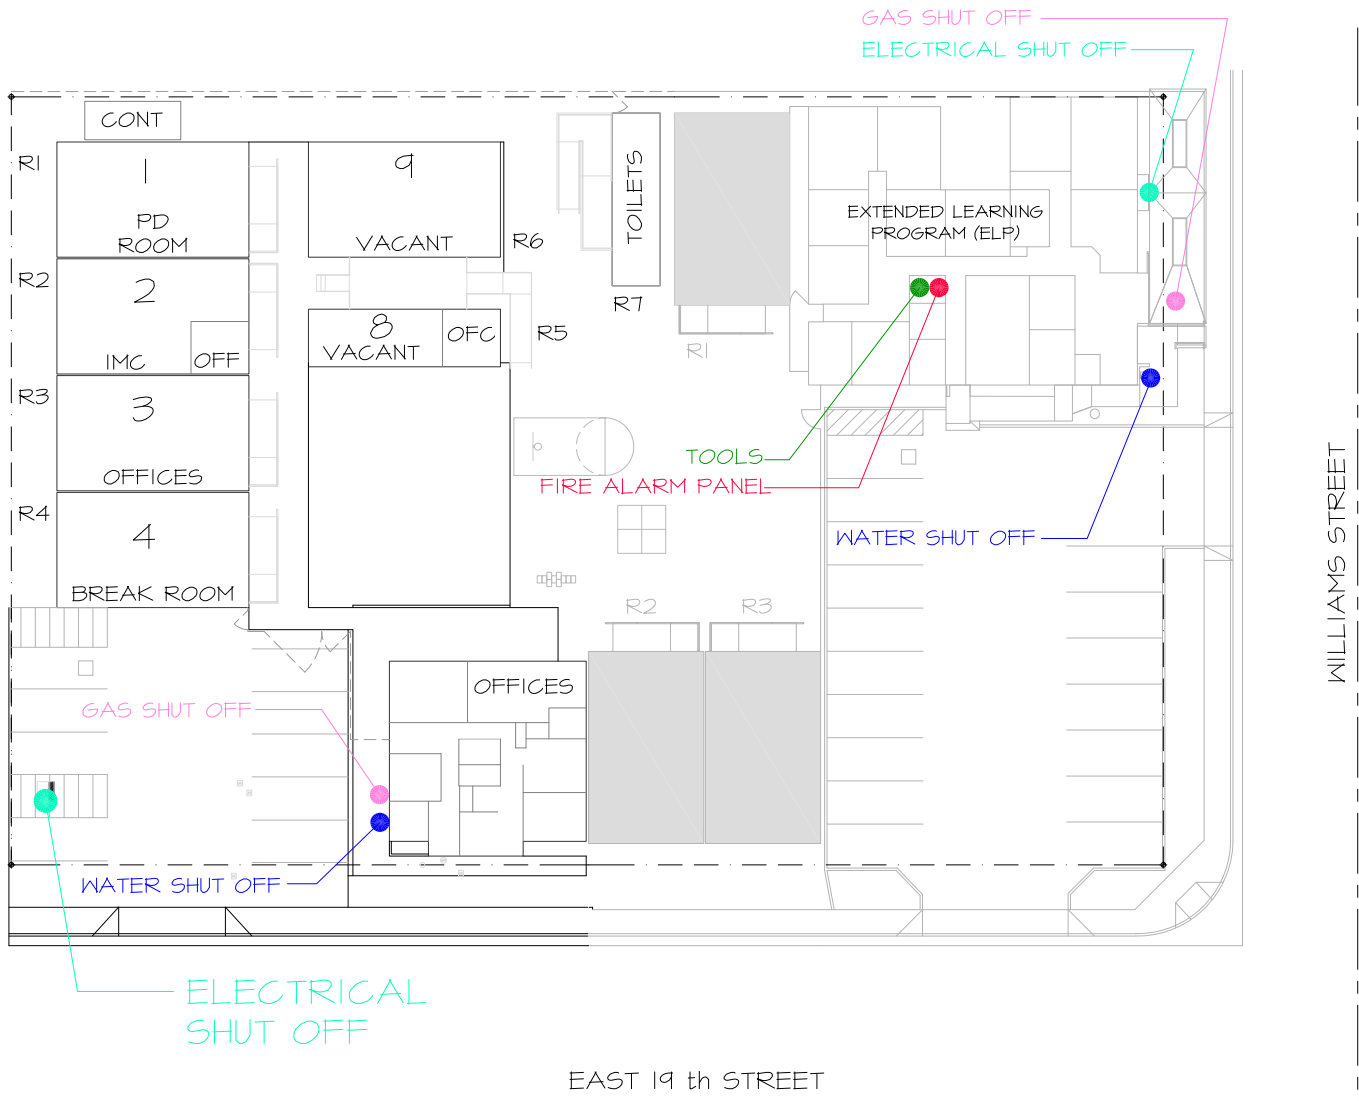 GAS SHUT OFF
ELECTRICAL SHUT OFF
CONT
R1
1
PD
ROOM
9
VACANT
R6
TOILETS
R7
EXTENDED LEARNING
PROGRAM (ELP)
R2
2
IMC
OFF
8
VACANT
OFC
R5
R1
R3
3
OFFICES
TOOLS
FIRE ALARM PANEL
R4
4
BREAK ROOM
WATER SHUT OFF
WILLIAMS STREET
R2
R3
OFFICES
GAS SHUT OFF
WATER SHUT OFF
ELECTRICAL
SHUT OFF
EAST 19 th STREET